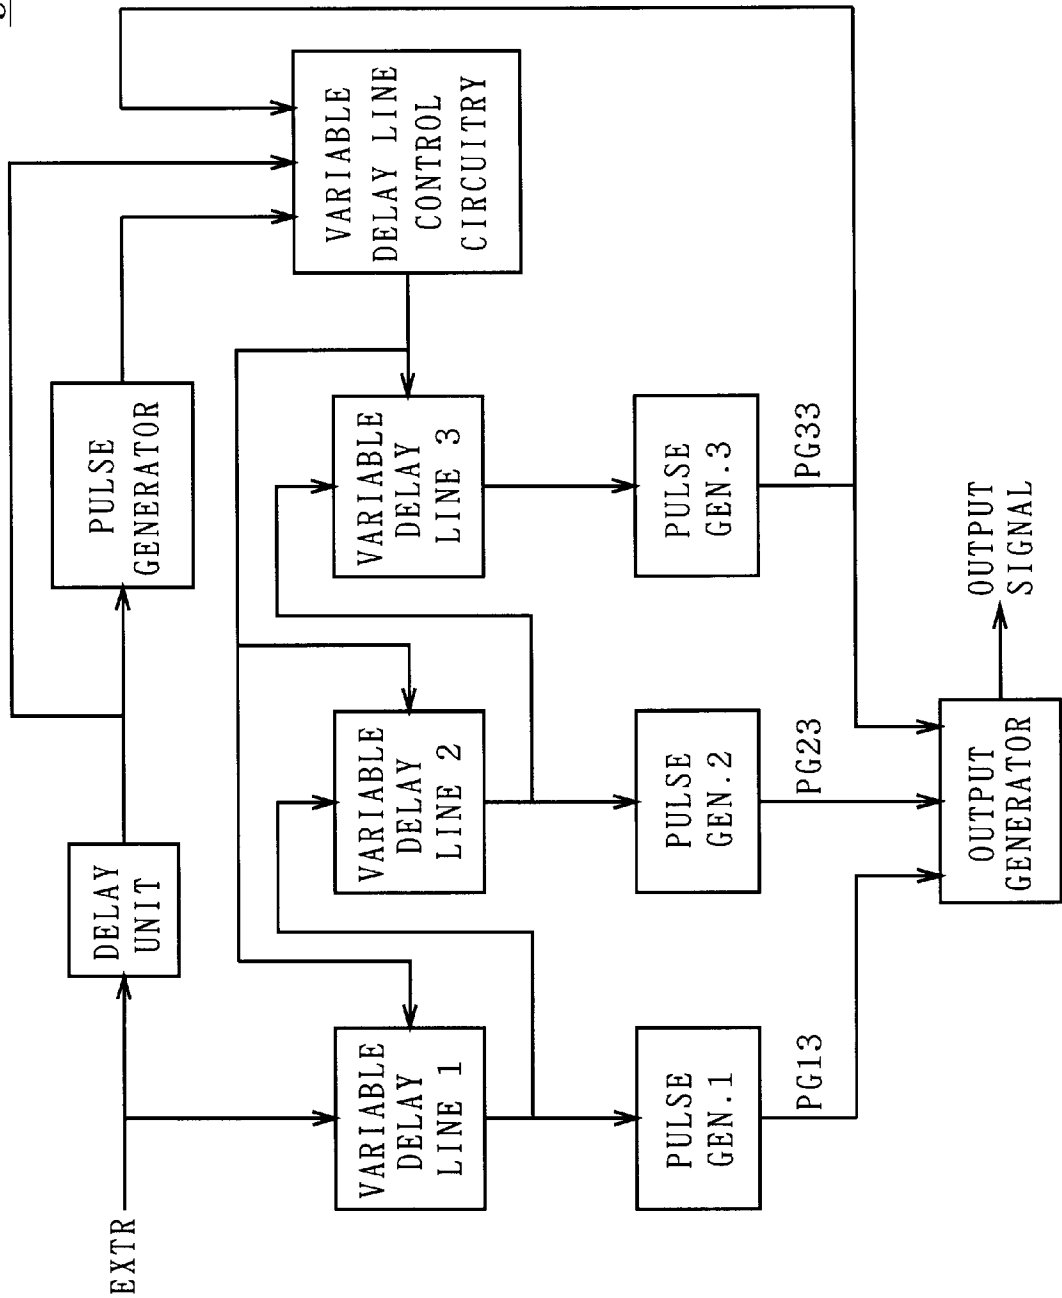 EXTR
DELAY
UNIT
PULSE
GENERATOR
VARIABLE
DELAY LINE
CONTROL
CIRCUITRY
VARIABLE
DELAY
LINE 1
VARIABLE
DELAY
LINE 2
VARIABLE
DELAY
LINE 3
PULSE
GEN.1
PULSE
GEN.2
PULSE
GEN.3
PG13
PG23
PG33
OUTPUT
GENERATOR
OUTPUT
SIGNAL